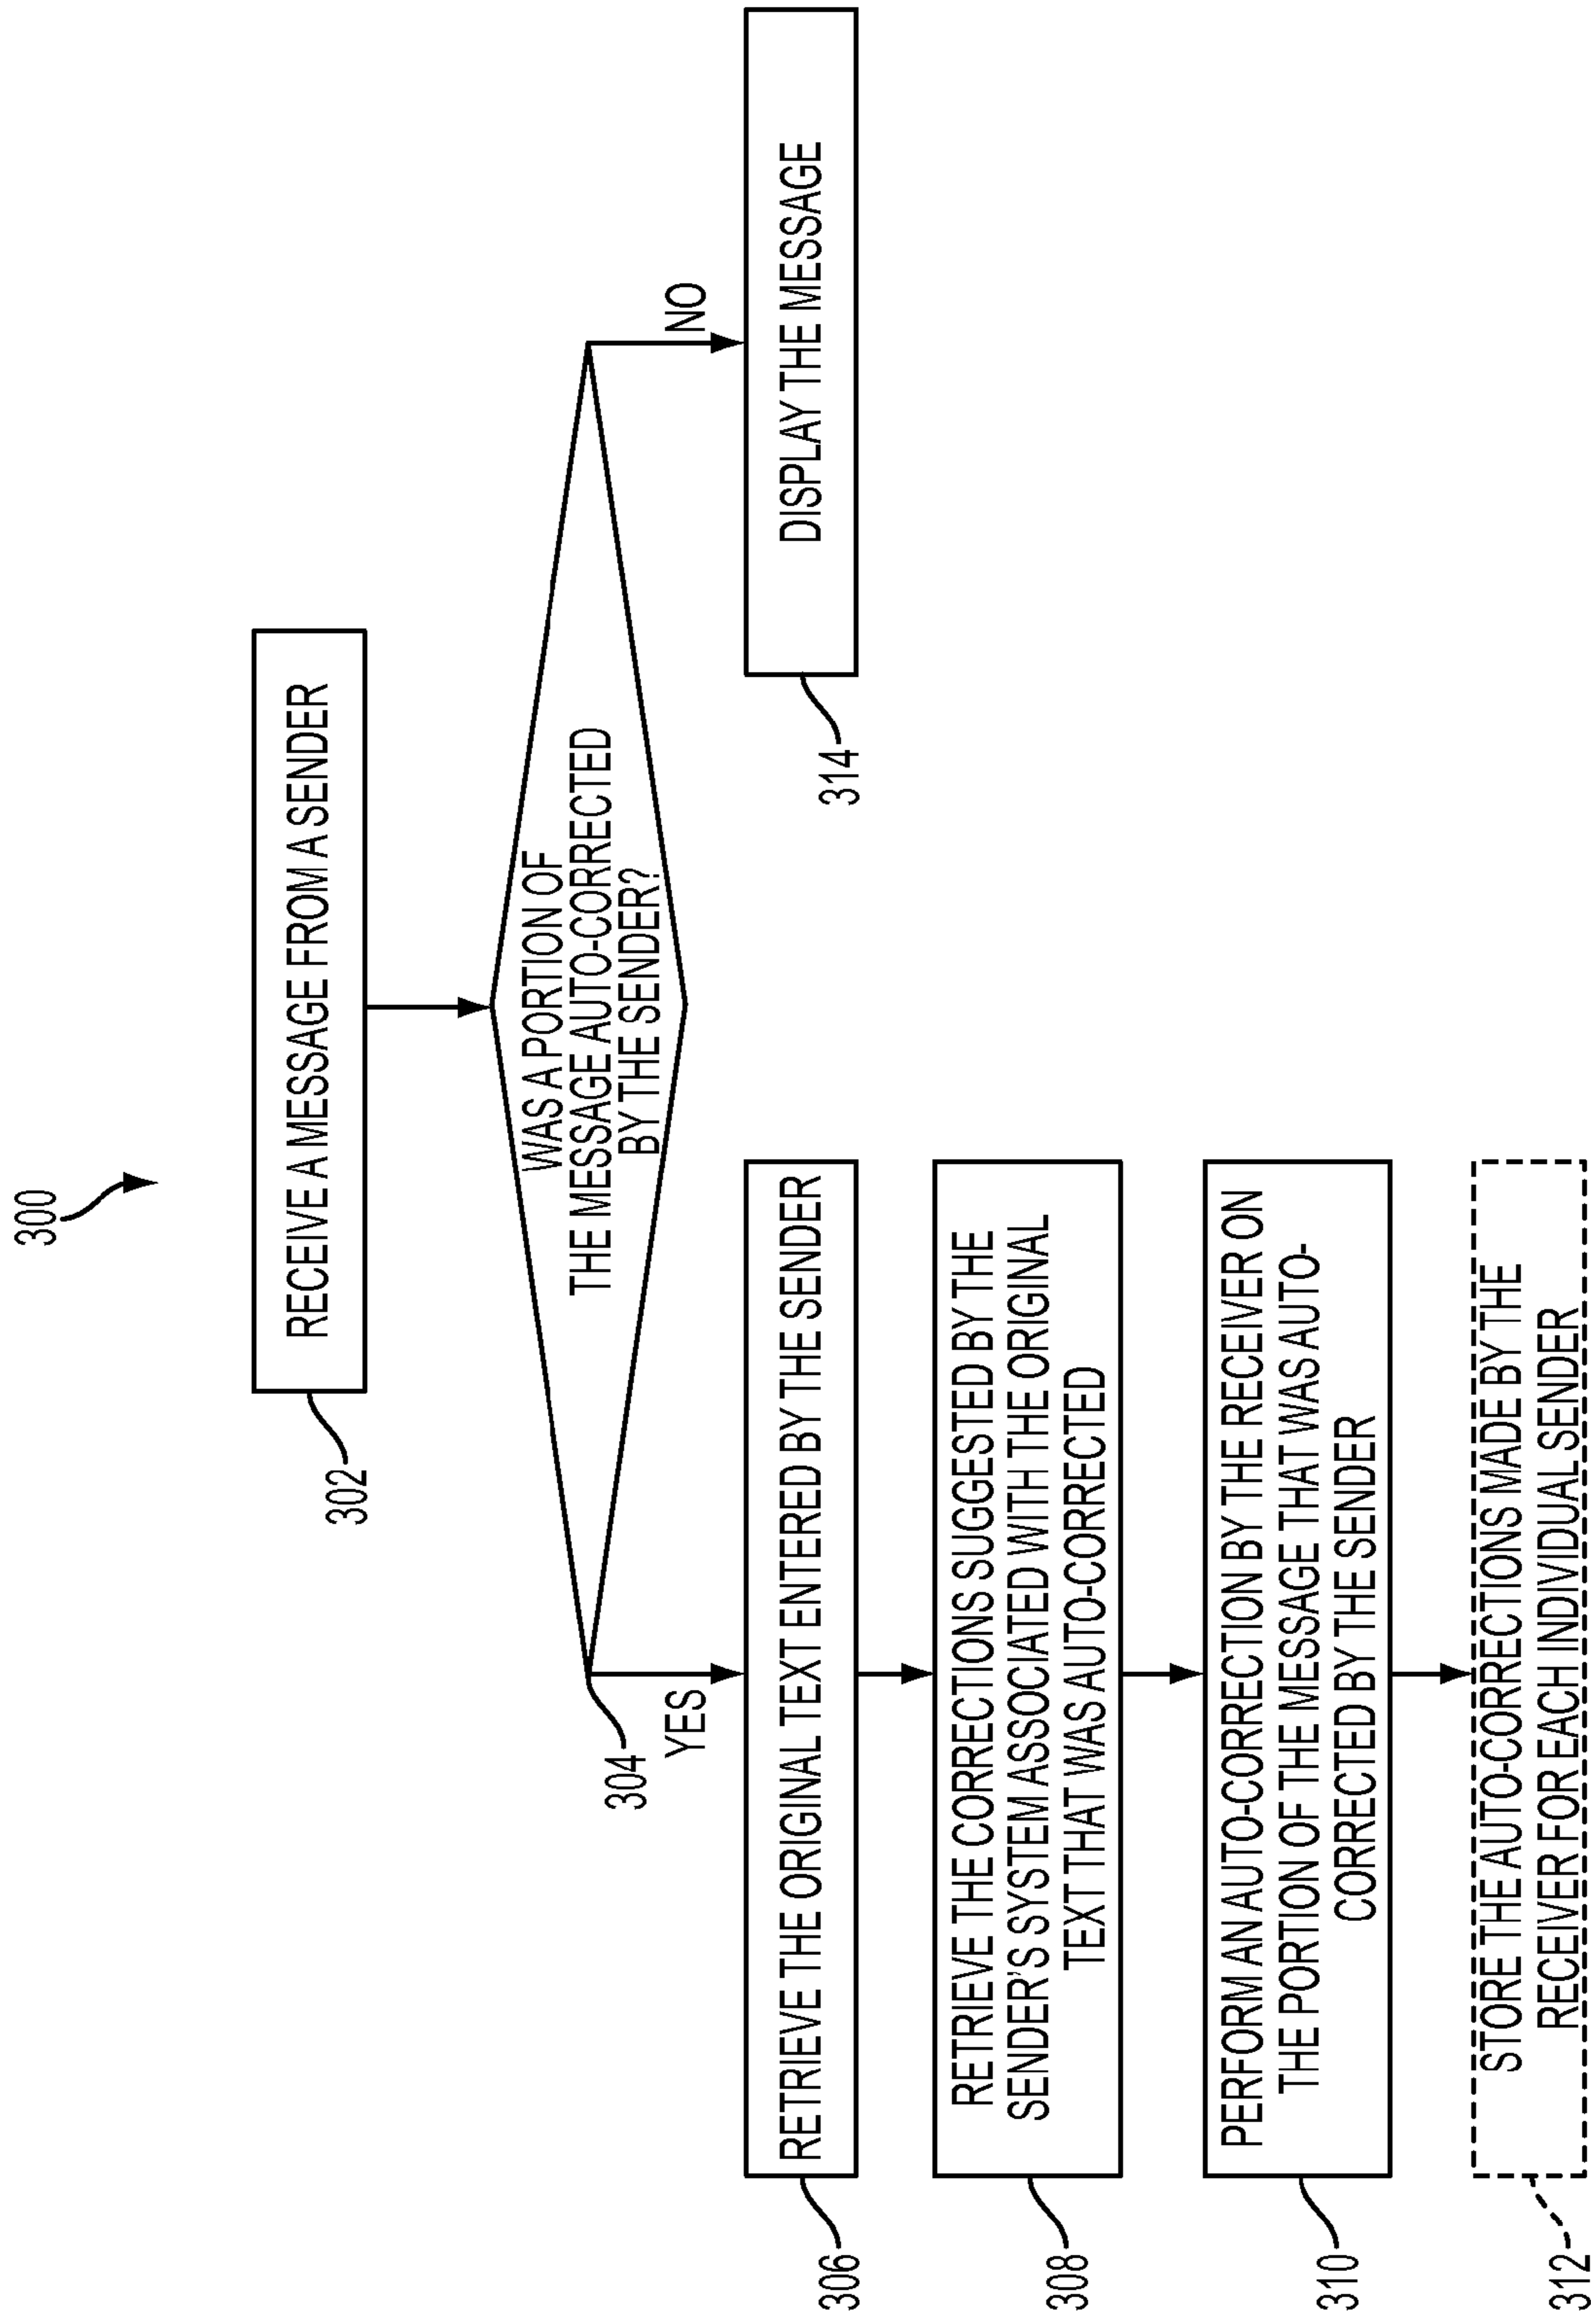 300
RECEIVE A MESSAGE FROM A SENDER
302
WAS A PORTION OF
THE MESSAGE AUTO-CORRECTED
BY THE SENDER?
304
YES
NO
RETRIEVE THE ORIGINAL TEXT ENTERED BY THE SENDER
306
DISPLAY THE MESSAGE
314
RETRIEVE THE CORRECTIONS SUGGESTED BY THE
SENDER'S SYSTEM ASSOCIATED WITH THE ORIGINAL
TEXT THAT WAS AUTO-CORRECTED
308
PERFORM AN AUTO-CORRECTION BY THE RECEIVER ON
THE PORTION OF THE MESSAGE THAT WAS AUTO-
CORRECTED BY THE SENDER
310
STORE THE AUTO-CORRECTIONS MADE BY THE
RECEIVER FOR EACH INDIVIDUAL SENDER
312